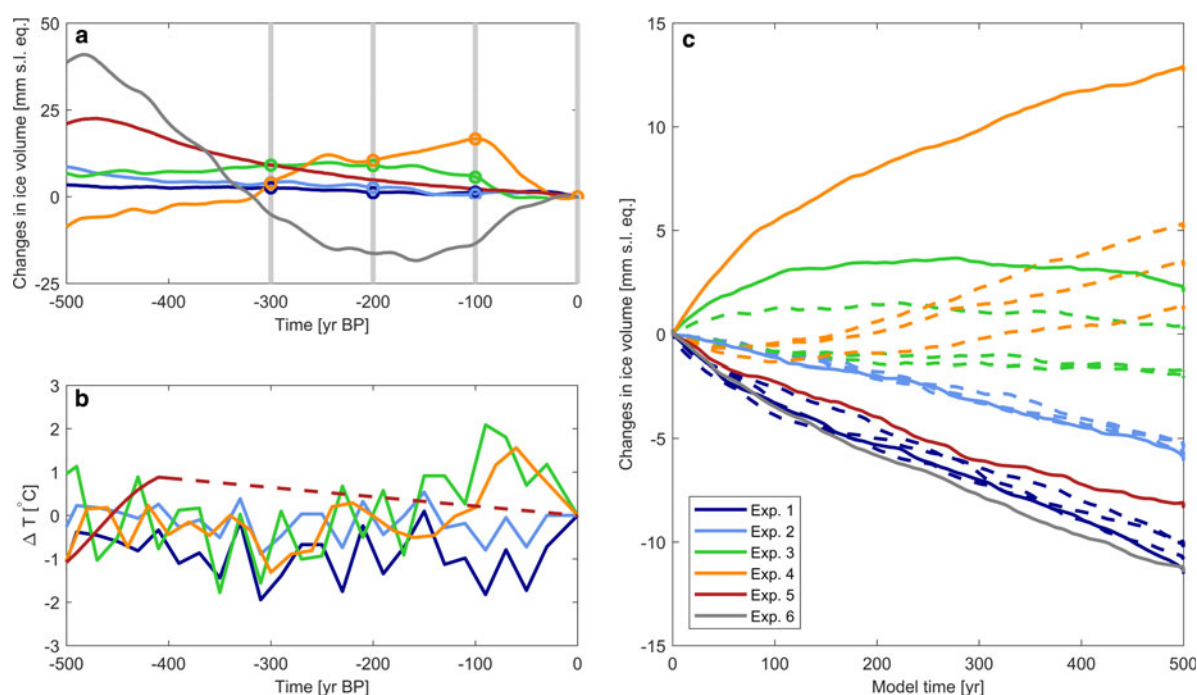 a
Changes in ice volume [mm s.l. eq.]
50
25
0
-25
-500
-400
-300
-200
-100
0
Time [yr BP]
b
Δ T [°C]
3
2
1
0
-1
-2
-3
-500
-400
-300
-200
-100
0
Time [yr BP]
c
Changes in ice volume [mm s.l. eq.]
15
10
5
0
-5
-10
-15
0
100
200
300
400
500
Model time [yr]
Exp. 1
Exp. 2
Exp. 3
Exp. 4
Exp. 5
Exp. 6